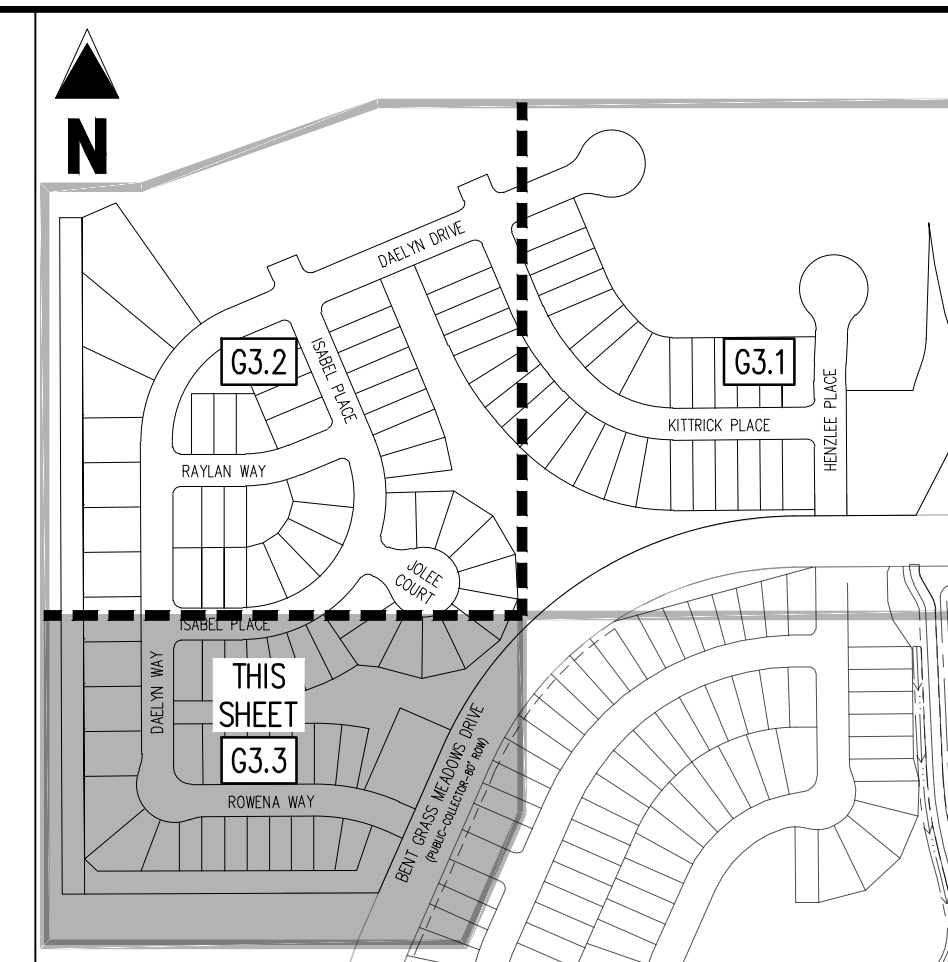 N
DAELYN DRIVE
G3.2
ISABEL PLACE
G3.1
HENZLEE PLACE
KITTRICK PLACE
RAYLAN WAY
JOLEE
COURT
ISABEL PLACE
DAELYN WAY
THIS
SHEET
G3.3
ROWENA WAY
BENT GRASS MEADOWS DRIVE
(PUBLIC-COLLECTOR-80' ROW)